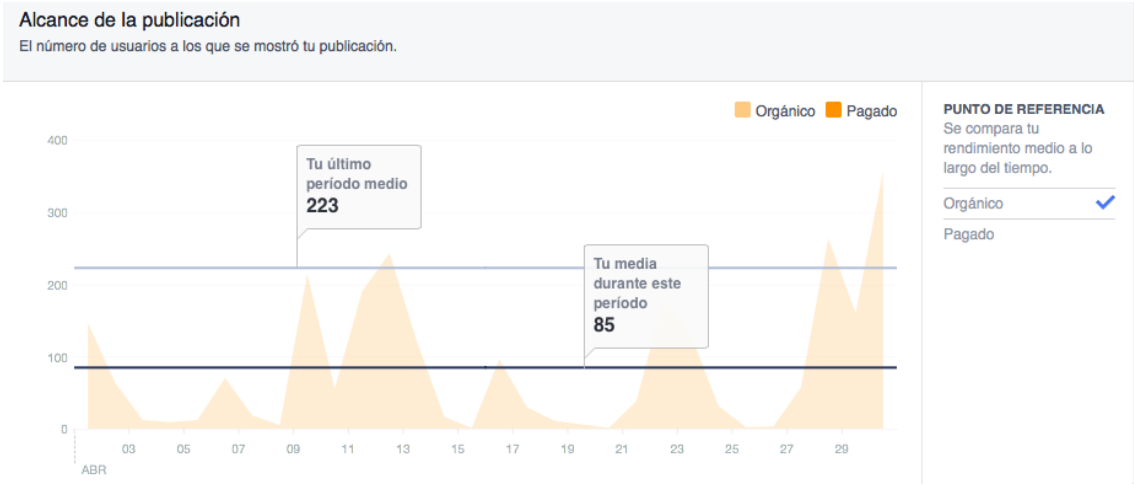 Alcance de la publicación
El número de usuarios a los que se mostró tu publicación.
Orgánico Pagado
400
300
200
100
0
Tu último
período medio
223
Tu media
durante este
período
85
03 05 07 09 11 13 15 17 19 21 23 25 27 29
ABR
PUNTO DE REFERENCIA
Se compara tu
rendimiento medio a lo
largo del tiempo.
Orgánico
Pagado